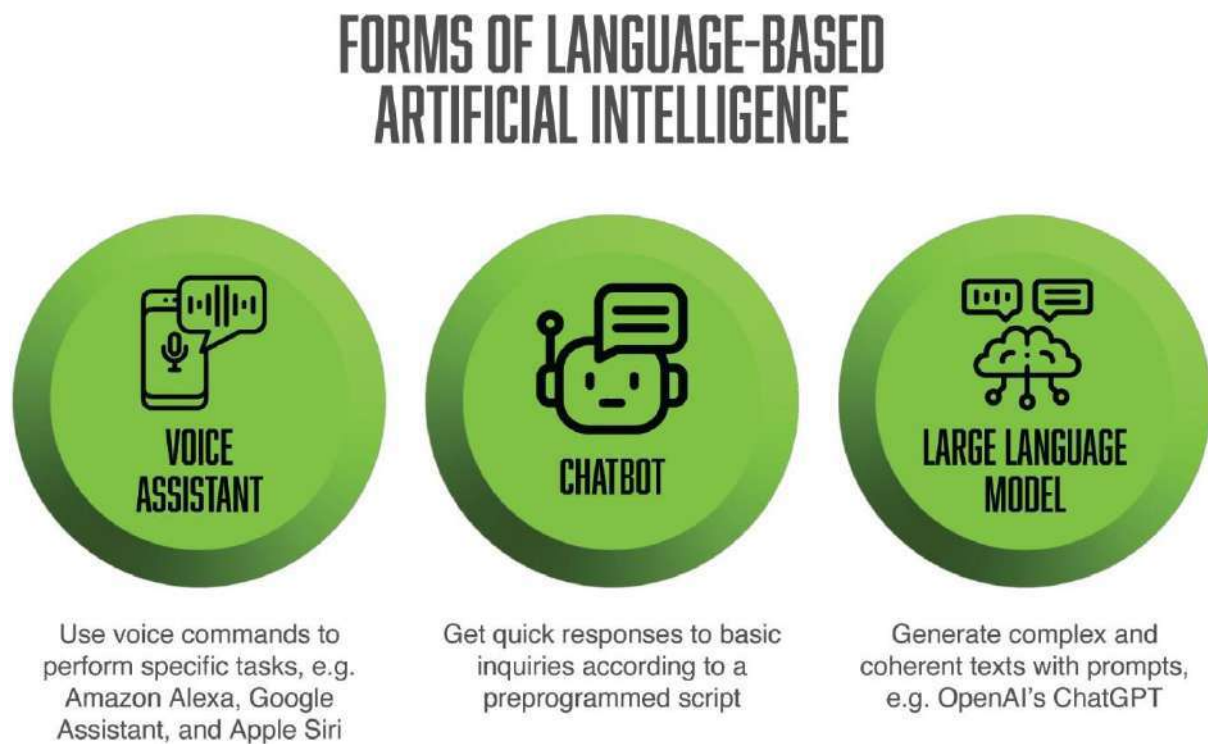 FORMS OF LANGUAGE-BASED
ARTIFICIAL INTELLIGENCE
VOICE
ASSISTANT
Use voice commands to
perform specific tasks, e.g.
Amazon Alexa, Google
Assistant, and Apple Siri
CHATBOT
Get quick responses to basic
inquiries according to a
preprogrammed script
LARGE LANGUAGE
MODEL
Generate complex and
coherent texts with prompts,
e.g. OpenAI's ChatGPT